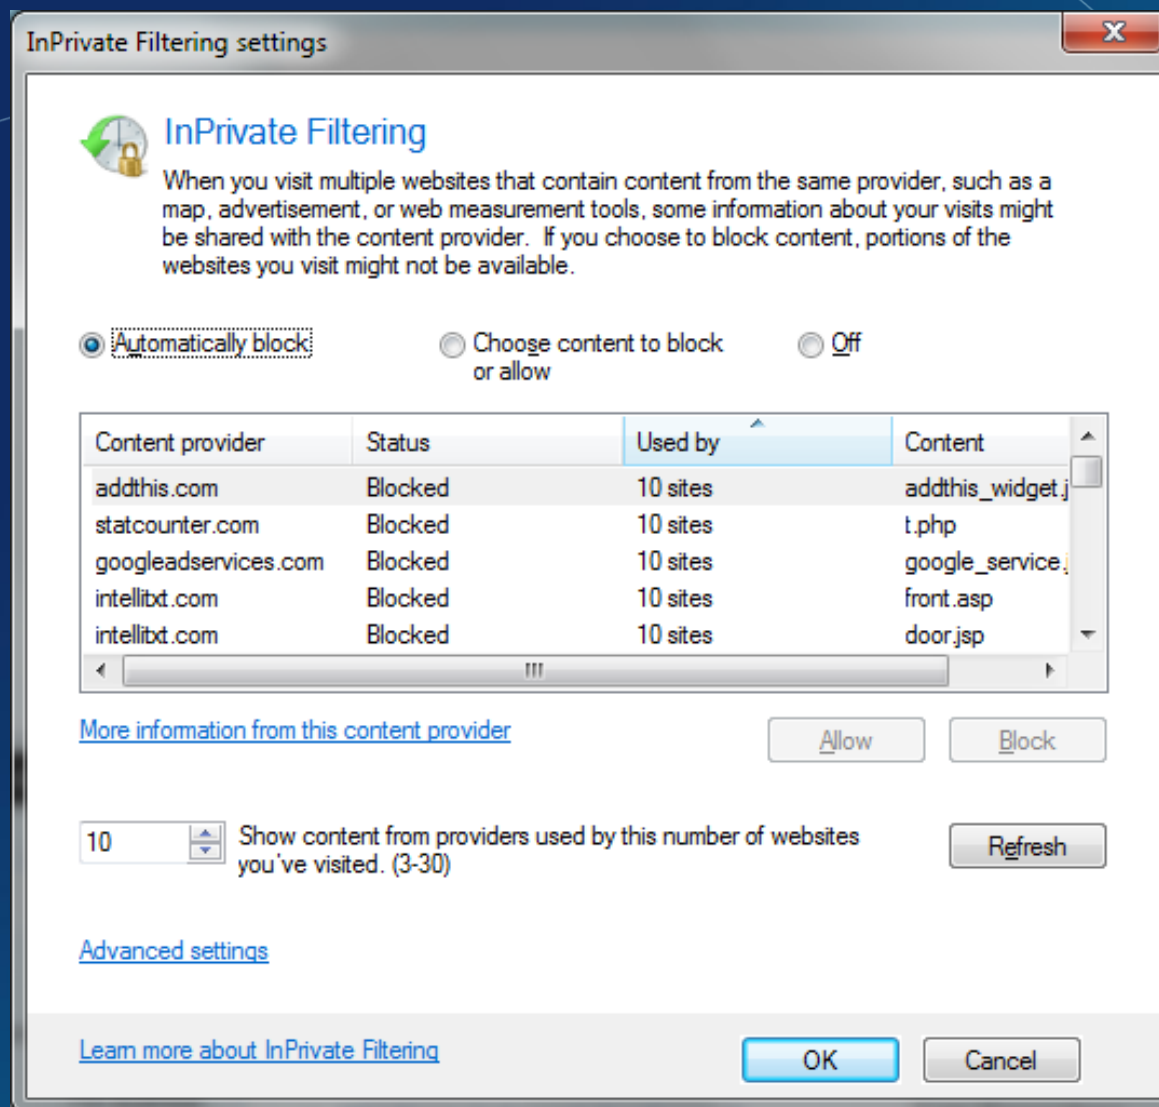 InPrivate Filtering settings
InPrivate Filtering
When you visit multiple websites that contain content from the same provider, such as a
map, advertisement, or web measurement tools, some information about your visits might
be shared with the content provider.  If you choose to block content, portions of the
websites you visit might not be available.
Automatically block
Choose content to block
or allow
Off
Content provider Status Used by Content
addthis.com Blocked 10 sites addthis_widget.j
statcounter.com Blocked 10 sites t.php
googleadservices.com Blocked 10 sites google_service.j
intellitxt.com Blocked 10 sites front.asp
intellitxt.com Blocked 10 sites door.jsp
More information from this content provider
Allow Block
10
Show content from providers used by this number of websites
you've visited. (3-30)
Refresh
Advanced settings
Learn more about InPrivate Filtering
OK Cancel